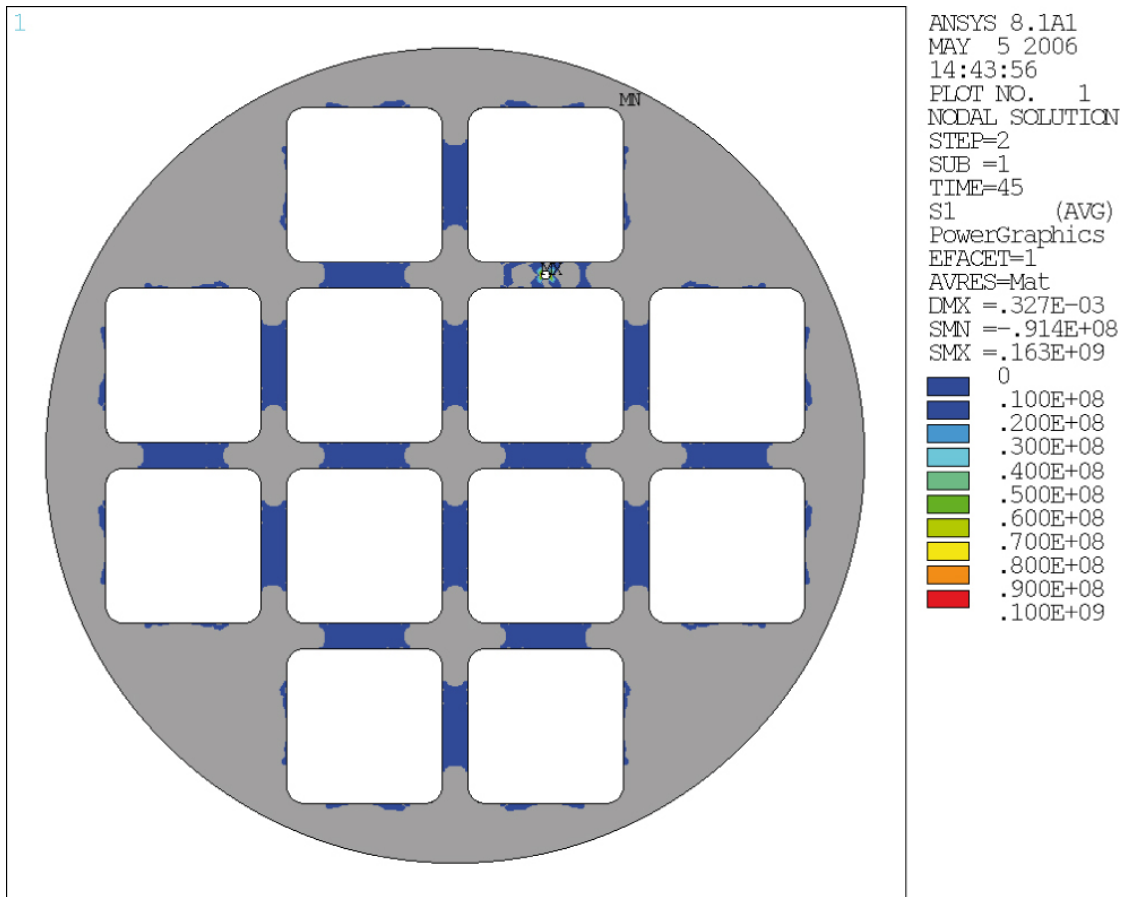 1
MN
MX
ANSYS 8.1A1
MAY 5 2006
14:43:56
PLOT NO. 1
NODAL SOLUTION
STEP=2
SUB =1
TIME=45
S1 (AVG)
PowerGraphics
EFACET=1
AVRES=Mat
DMX =.327E-03
SMN =-.914E+08
SMX =.163E+09
0
.100E+08
.200E+08
.300E+08
.400E+08
.500E+08
.600E+08
.700E+08
.800E+08
.900E+08
.100E+09